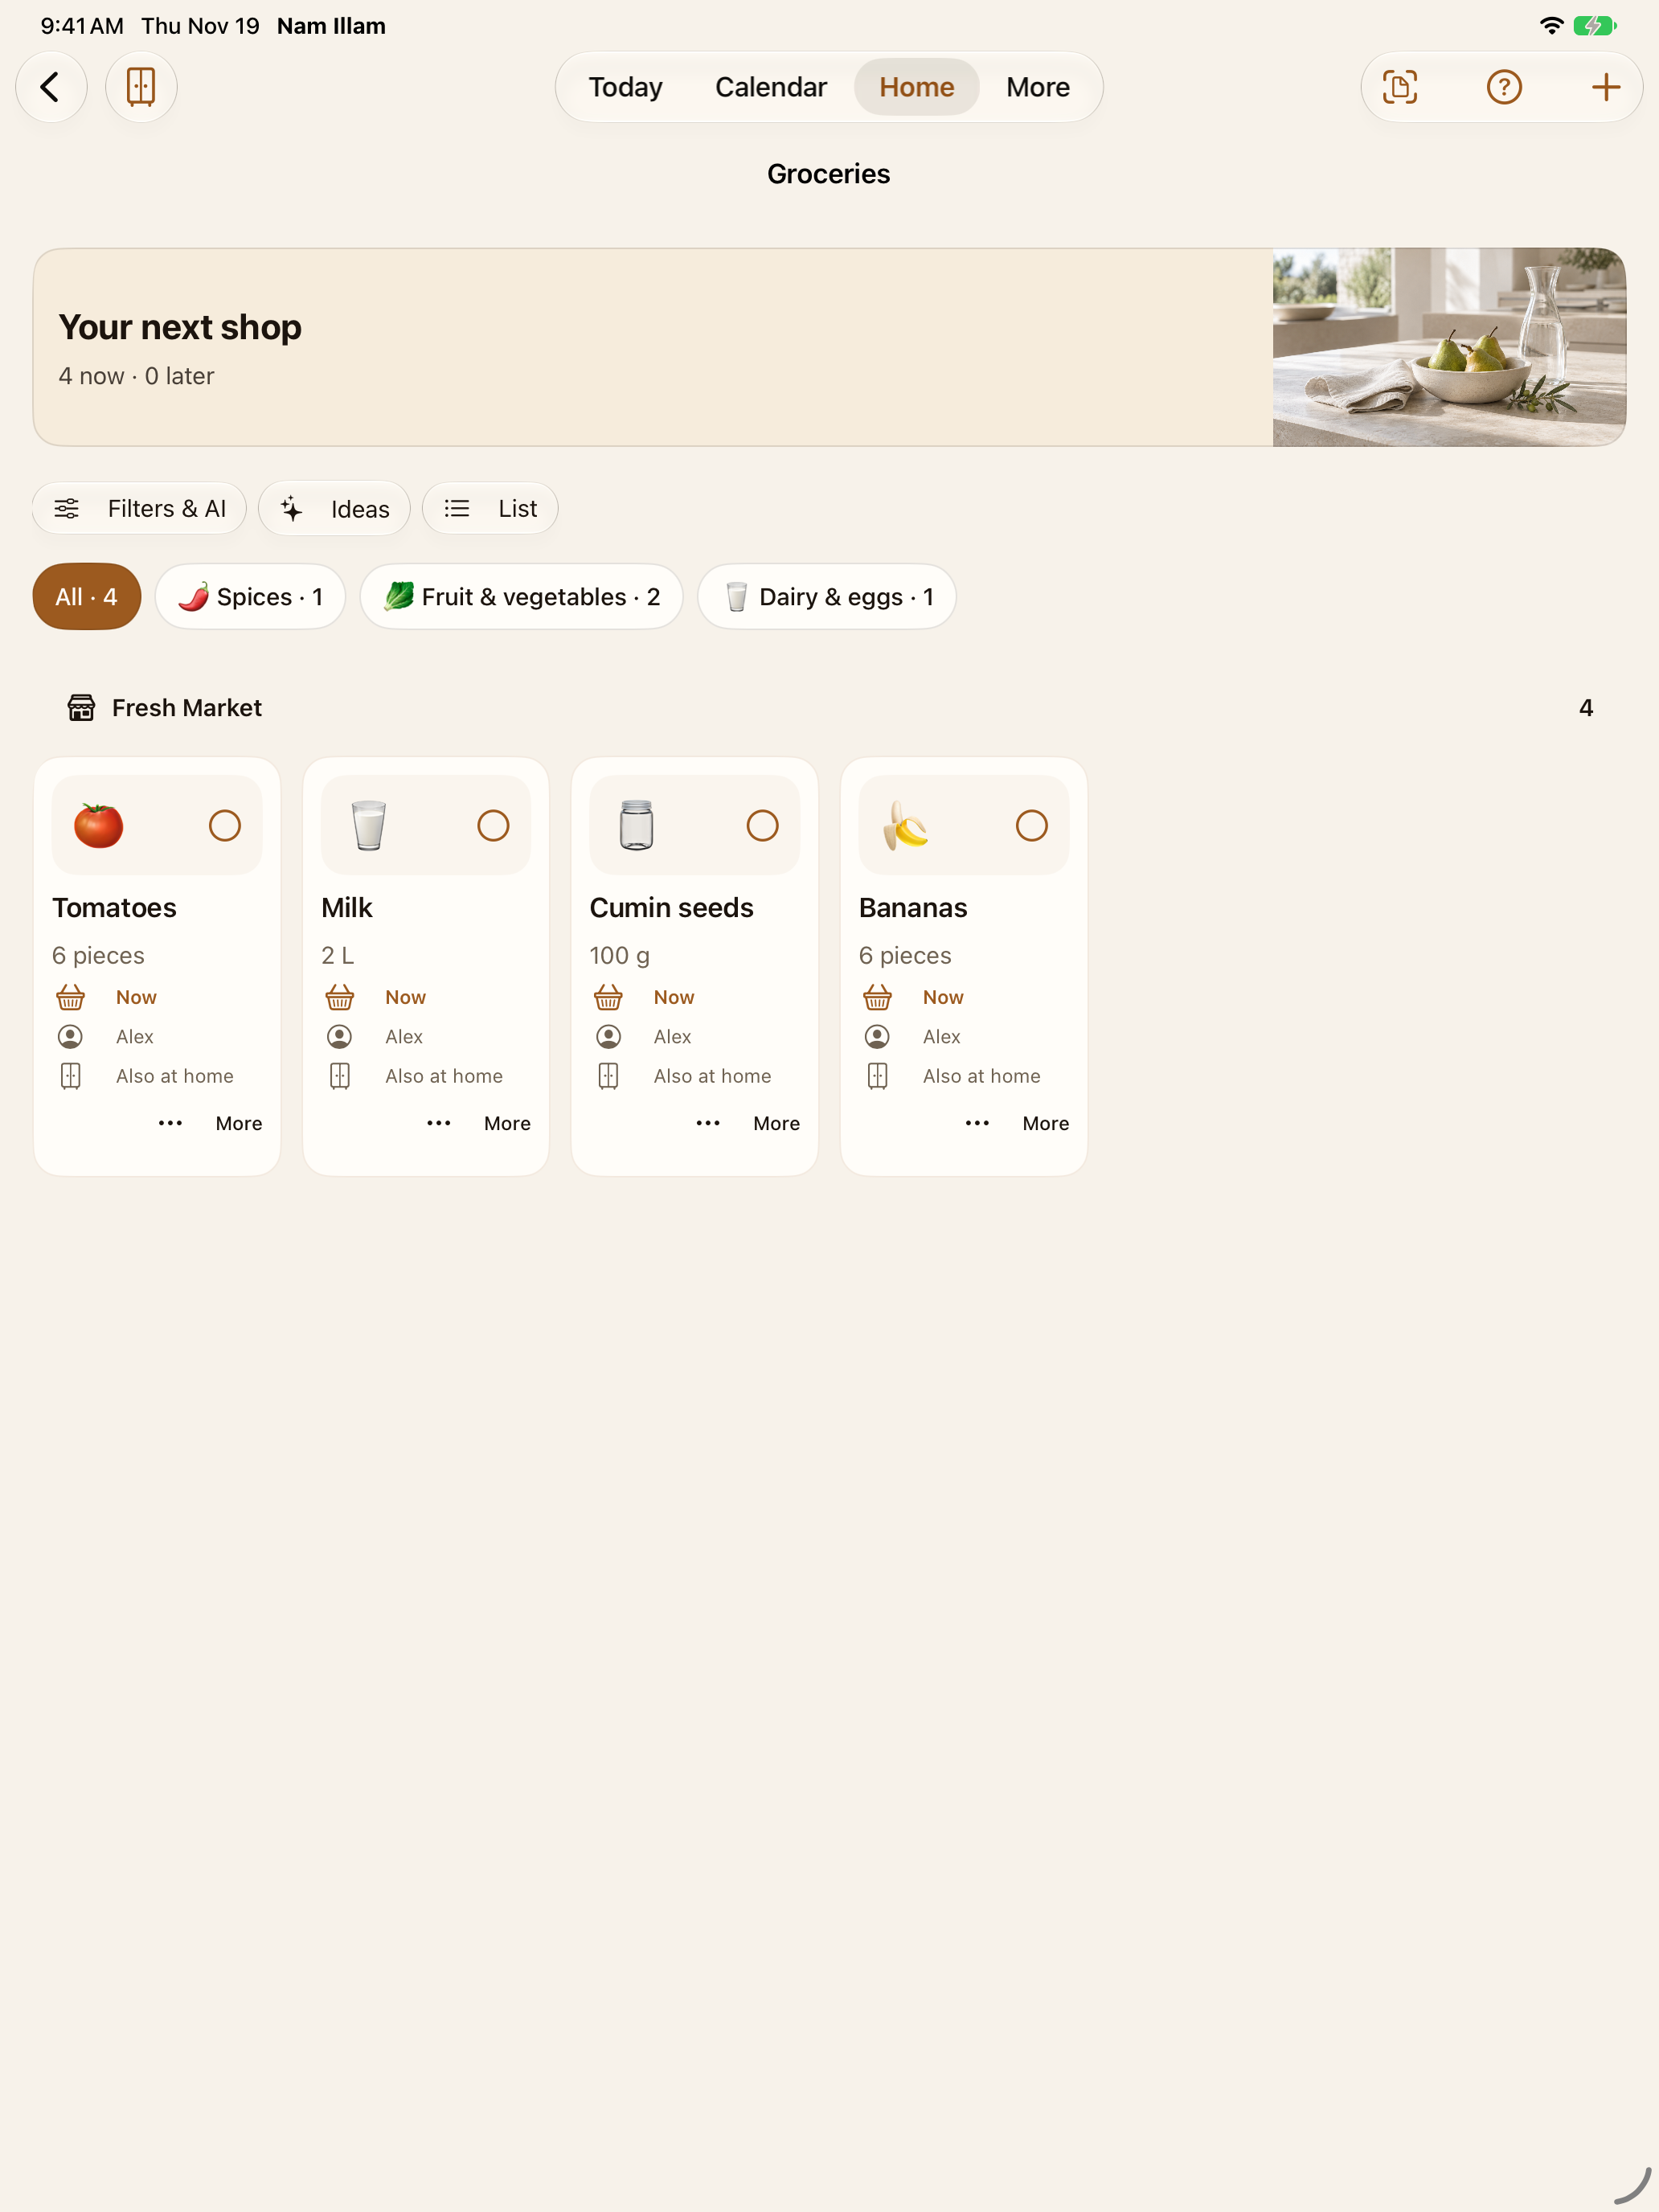 9:41 AM Thu Nov 19 Nam Illam
Today Calendar Home More
Groceries
Your next shop
4 now · 0 later
Filters & AI Ideas List
All · 4 Spices · 1 Fruit & vegetables · 2 Dairy & eggs · 1
Fresh Market 4
Tomatoes
6 pieces
Now
Alex
Also at home
More
Milk
2 L
Now
Alex
Also at home
More
Cumin seeds
100 g
Now
Alex
Also at home
More
Bananas
6 pieces
Now
Alex
Also at home
More